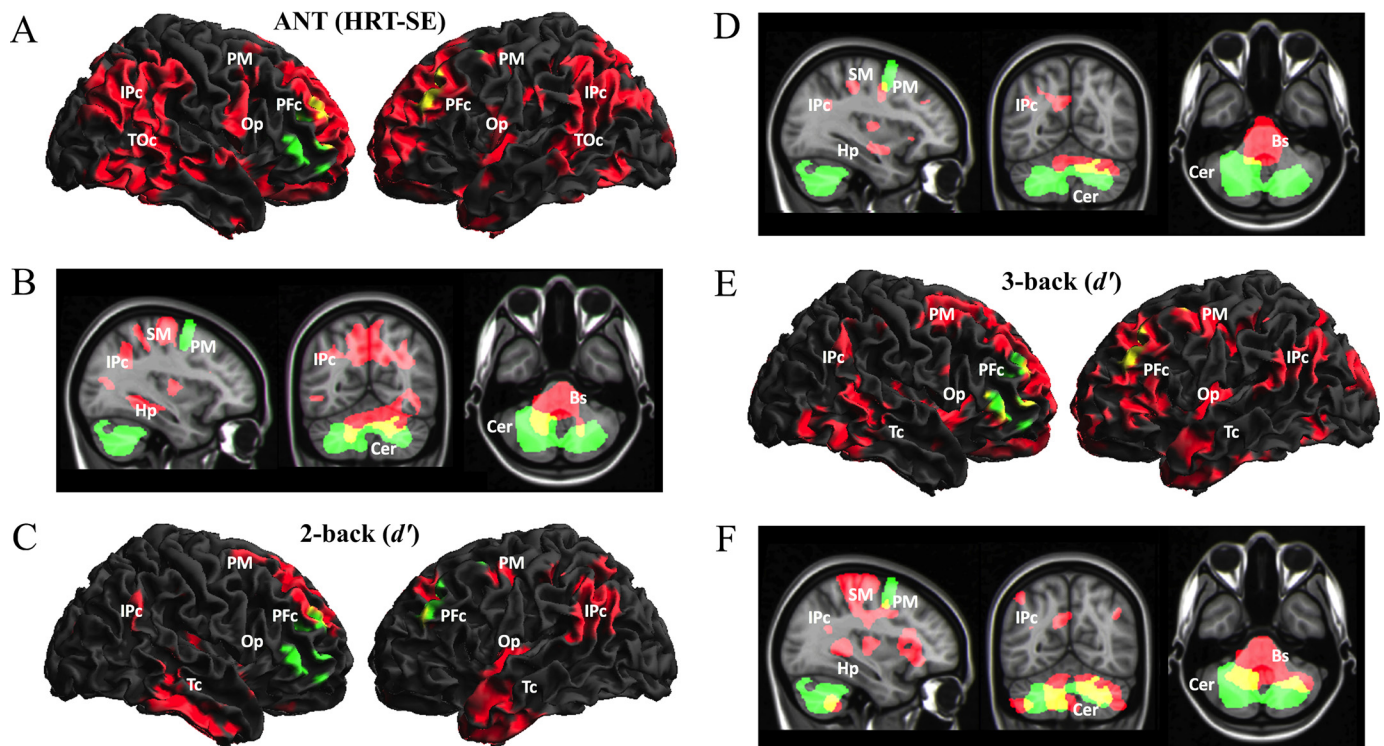 A
ANT (HRT-SE)
PM
IPc
PFc
Op
TOc
PM
IPc
PFc
Op
TOc
B
SM
PM
IPc
Hp
IPc
Cer
Bs
Cer
C
2-back (d')
PM
IPc
PFc
Op
Tc
PM
PFc
IPc
Op
Tc
D
SM
PM
IPc
Hp
IPc
Cer
Bs
Cer
E
3-back (d')
PM
IPc
PFc
Op
Tc
PM
IPc
PFc
Op
Tc
F
SM
PM
IPc
Hp
IPc
Cer
Bs
Cer